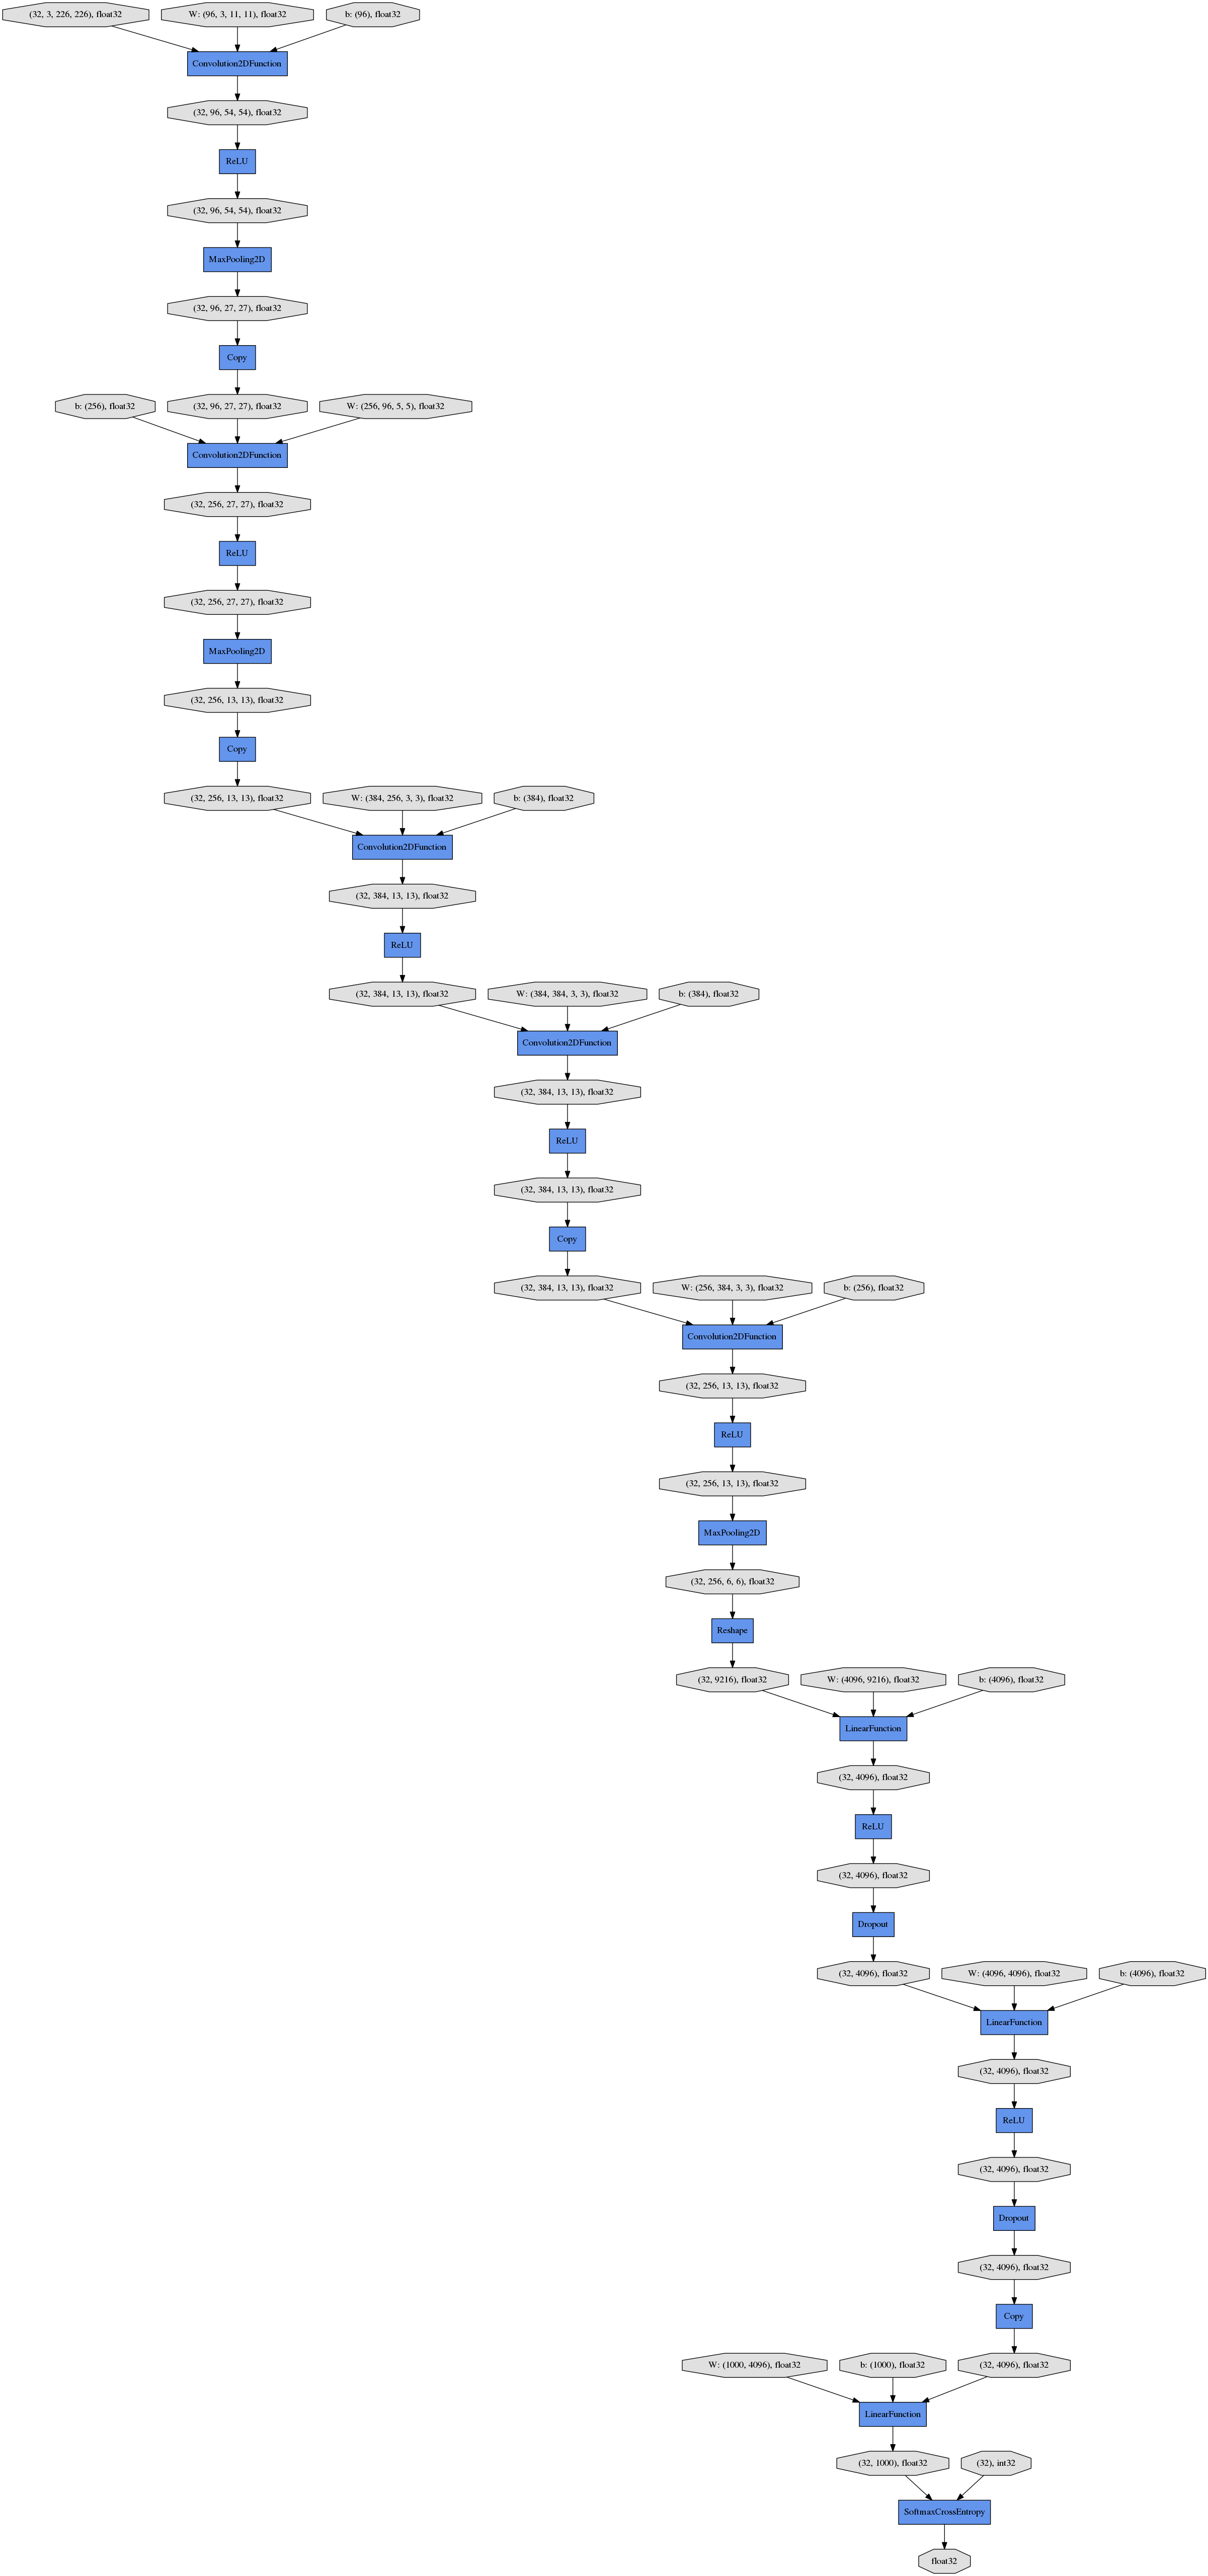 (32, 3, 226, 226), float32
W: (96, 3, 11, 11), float32
b: (96), float32
Convolution2DFunction
(32, 96, 54, 54), float32
ReLU
(32, 96, 54, 54), float32
MaxPooling2D
(32, 96, 27, 27), float32
Copy
b: (256), float32
(32, 96, 27, 27), float32
W: (256, 96, 5, 5), float32
Convolution2DFunction
(32, 256, 27, 27), float32
ReLU
(32, 256, 27, 27), float32
MaxPooling2D
(32, 256, 13, 13), float32
Copy
(32, 256, 13, 13), float32
W: (384, 256, 3, 3), float32
b: (384), float32
Convolution2DFunction
(32, 384, 13, 13), float32
ReLU
(32, 384, 13, 13), float32
W: (384, 384, 3, 3), float32
b: (384), float32
Convolution2DFunction
(32, 384, 13, 13), float32
ReLU
(32, 384, 13, 13), float32
Copy
(32, 384, 13, 13), float32
W: (256, 384, 3, 3), float32
b: (256), float32
Convolution2DFunction
(32, 256, 13, 13), float32
ReLU
(32, 256, 13, 13), float32
MaxPooling2D
(32, 256, 6, 6), float32
Reshape
(32, 9216), float32
W: (4096, 9216), float32
b: (4096), float32
LinearFunction
(32, 4096), float32
ReLU
(32, 4096), float32
Dropout
(32, 4096), float32
W: (4096, 4096), float32
b: (4096), float32
LinearFunction
(32, 4096), float32
ReLU
(32, 4096), float32
Dropout
(32, 4096), float32
Copy
W: (1000, 4096), float32
b: (1000), float32
(32, 4096), float32
LinearFunction
(32, 1000), float32
(32), int32
SoftmaxCrossEntropy
float32